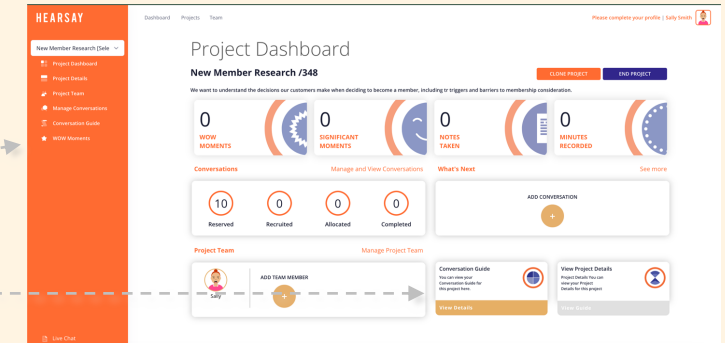 HEARSAY
Dashboard Projects Team
Please complete your profile | Sally Smith
New Member Research (Sele
Project Dashboard
Project Details
Project Team
Manage Conversations
Conversation Guide
WOW Moments
Live Chat
Project Dashboard
New Member Research /348
CLONE PROJECT
END PROJECT
We want to understand the decisions our customers make when deciding to become a member, including tr triggers and barriers to membership consideration.
0
WOW
MOMENTS
0
SIGNIFICANT
MOMENTS
0
NOTES
TAKEN
0
MINUTES
RECORDED
Conversations
Manage and View Conversations
10
Reserved
0
Recruited
0
Allocated
0
Completed
What's Next
See more
ADD CONVERSATION
+
Project Team
Manage Project Team
Sally
ADD TEAM MEMBER
+
Conversation Guide
You can view your
Conversation Guide for
this project here.
View Details
View Project Details
Project Details You can
view your Project
Details for this project
View Guide